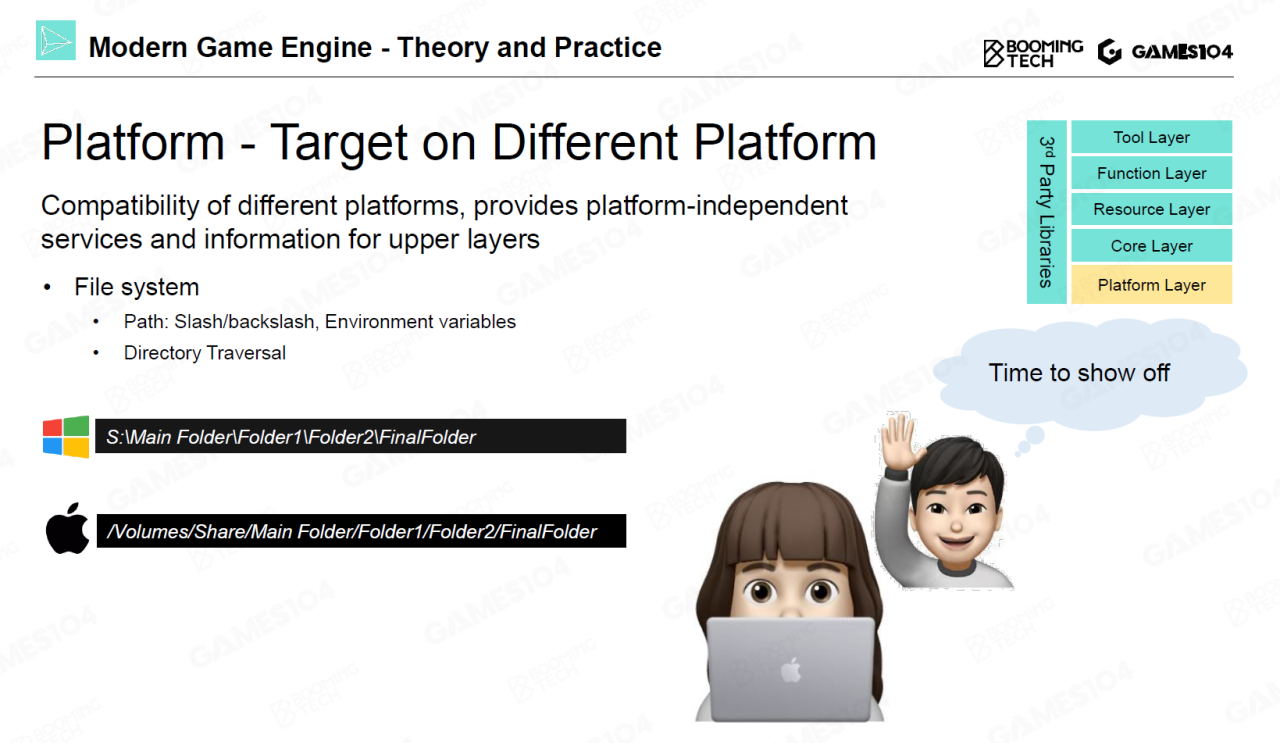 Modern Game Engine - Theory and Practice
BOOMING
TECH
GAMES104
Platform - Target on Different Platform
Compatibility of different platforms, provides platform-independent
services and information for upper layers
• File system
• Path: Slash/backslash, Environment variables
• Directory Traversal
S:\Main Folder\Folder1\Folder2\FinalFolder
/Volumes/Share/Main Folder/Folder1/Folder2/FinalFolder
3rd Party Libraries
Tool Layer
Function Layer
Resource Layer
Core Layer
Platform Layer
Time to show off